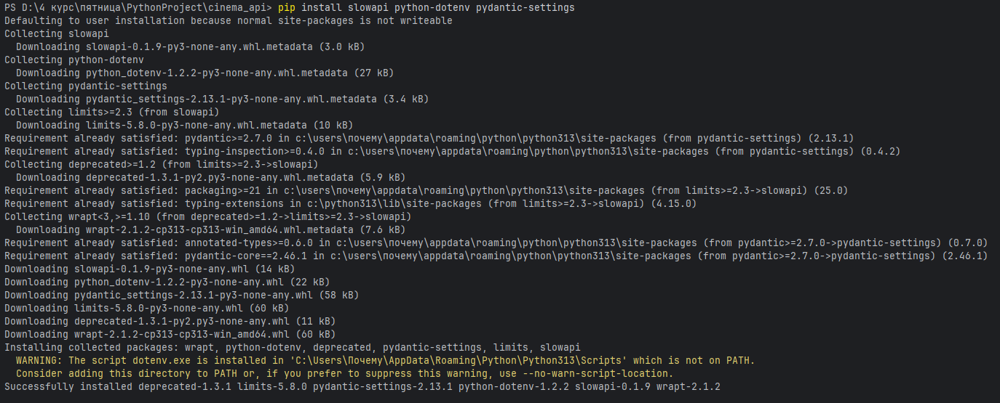 PS D:\4 курс\пятница\PythonProject\cinema_api> pip install slowapi python-dotenv pydantic-settings
Defaulting to user installation because normal site-packages is not writeable
Collecting slowapi
  Downloading slowapi-0.1.9-py3-none-any.whl.metadata (3.0 kB)
Collecting python-dotenv
  Downloading python_dotenv-1.2.2-py3-none-any.whl.metadata (27 kB)
Collecting pydantic-settings
  Downloading pydantic_settings-2.13.1-py3-none-any.whl.metadata (3.4 kB)
Collecting limits>=2.3 (from slowapi)
  Downloading limits-5.8.0-py3-none-any.whl.metadata (10 kB)
Requirement already satisfied: pydantic>=2.7.0 in c:\users\почему\appdata\roaming\python\python313\site-packages (from pydantic-settings) (2.13.1)
Requirement already satisfied: typing-inspection>=0.4.0 in c:\users\почему\appdata\roaming\python\python313\site-packages (from pydantic-settings) (0.4.2)
Collecting deprecated>=1.2 (from limits>=2.3->slowapi)
  Downloading deprecated-1.3.1-py2.py3-none-any.whl.metadata (5.9 kB)
Requirement already satisfied: packaging>=21 in c:\users\почему\appdata\roaming\python\python313\site-packages (from limits>=2.3->slowapi) (25.0)
Requirement already satisfied: typing-extensions in c:\python313\lib\site-packages (from limits>=2.3->slowapi) (4.15.0)
Collecting wrapt<3,>=1.10 (from deprecated>=1.2->limits>=2.3->slowapi)
  Downloading wrapt-2.1.2-cp313-cp313-win_amd64.whl.metadata (7.6 kB)
Requirement already satisfied: annotated-types>=0.6.0 in c:\users\почему\appdata\roaming\python\python313\site-packages (from pydantic>=2.7.0->pydantic-settings) (0.7.0)
Requirement already satisfied: pydantic-core==2.46.1 in c:\users\почему\appdata\roaming\python\python313\site-packages (from pydantic>=2.7.0->pydantic-settings) (2.46.1)
Downloading slowapi-0.1.9-py3-none-any.whl (14 kB)
Downloading python_dotenv-1.2.2-py3-none-any.whl (22 kB)
Downloading pydantic_settings-2.13.1-py3-none-any.whl (58 kB)
Downloading limits-5.8.0-py3-none-any.whl (60 kB)
Downloading deprecated-1.3.1-py2.py3-none-any.whl (11 kB)
Downloading wrapt-2.1.2-cp313-cp313-win_amd64.whl (60 kB)
Installing collected packages: wrapt, python-dotenv, deprecated, pydantic-settings, limits, slowapi
  WARNING: The script dotenv.exe is installed in 'C:\Users\Почему\AppData\Roaming\Python\Python313\Scripts' which is not on PATH.
  Consider adding this directory to PATH or, if you prefer to suppress this warning, use --no-warn-script-location.
Successfully installed deprecated-1.3.1 limits-5.8.0 pydantic-settings-2.13.1 python-dotenv-1.2.2 slowapi-0.1.9 wrapt-2.1.2